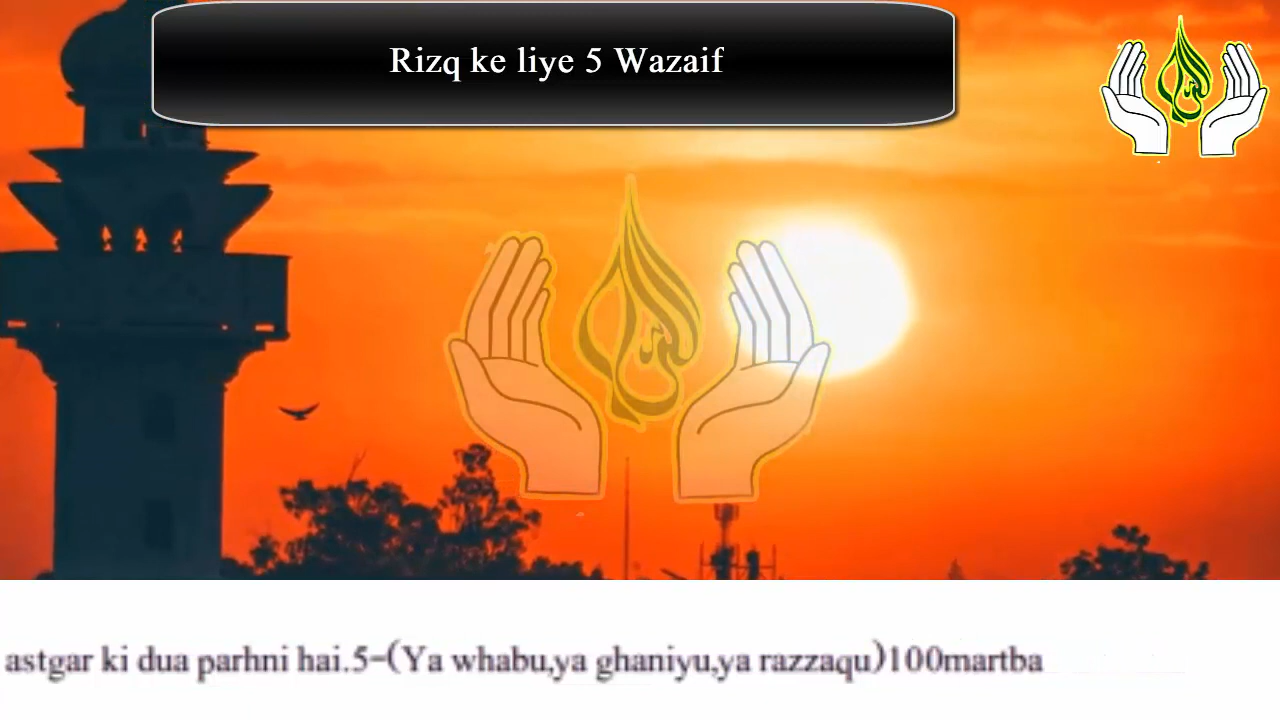 Rizq ke liye 5 Wazaif
astgar ki dua parhni hai.5-(Ya whabu,ya ghaniyu,ya razzaqu)100martba